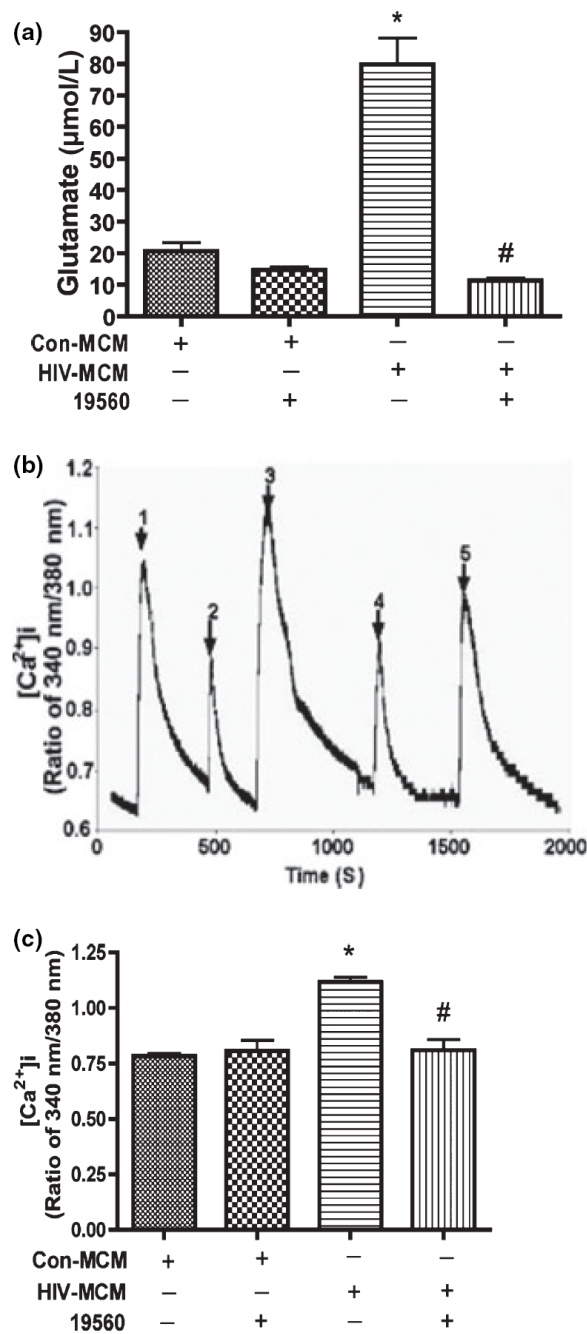 (a)
Glutamate (µmol/L)
90
80
70
60
50
40
30
20
10
0
*
#
Con-MCM + + – –
HIV-MCM – – + +
19560 – + – +
(b)
[Ca2+]i
(Ratio of 340 nm/380 nm)
1.2
1.1
1.0
0.9
0.8
0.7
0.6
1
2
3
4
5
0 500 1000 1500 2000
Time (S)
(c)
[Ca2+]i
(Ratio of 340 nm/380 nm)
1.25
1.00
0.75
0.50
0.25
0.00
*
#
Con-MCM + + – –
HIV-MCM – – + +
19560 – + – +